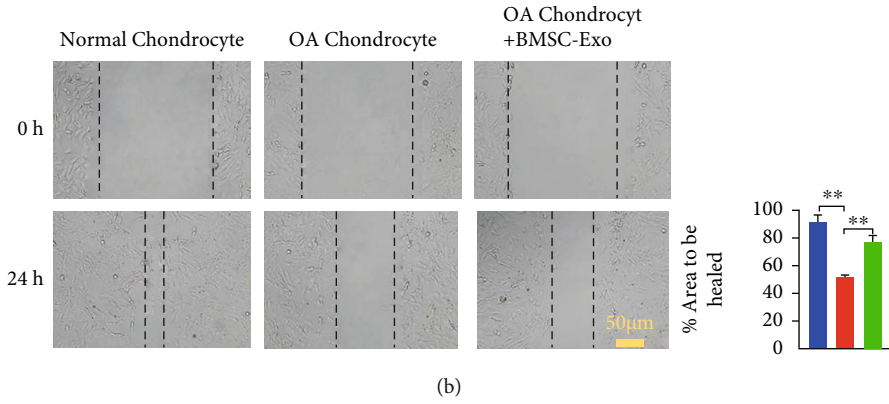 OA Chondrocyt
+BMSC-Exo
Normal Chondrocyte
OA Chondrocyte
0 h
24 h
50μm
% Area to be
healed
100
80
60
40
20
0
**
**
(b)